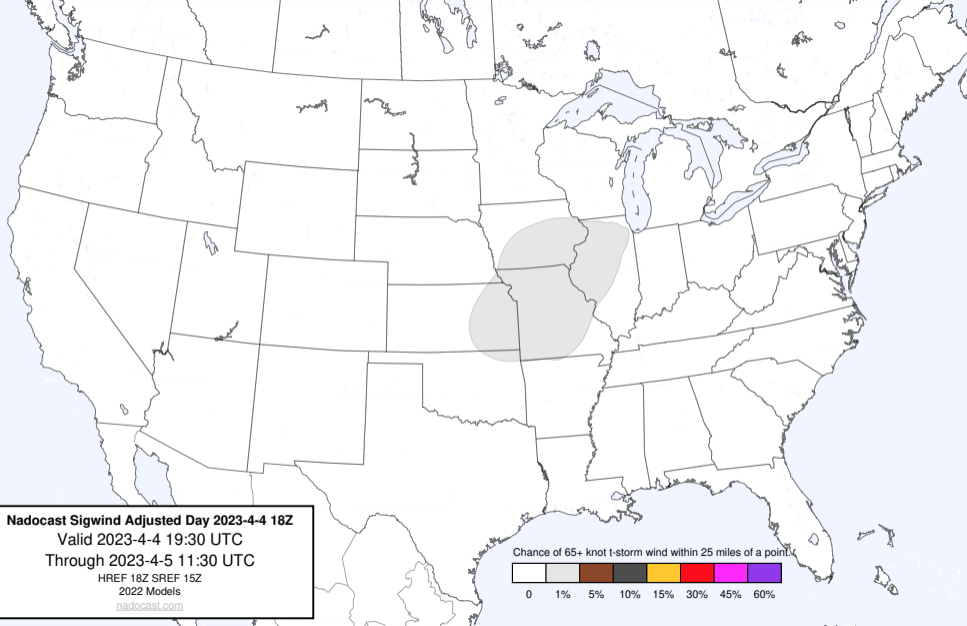 Nadocast Sigwind Adjusted Day 2023-4-4 18Z
Valid 2023-4-4 19:30 UTC
Through 2023-4-5 11:30 UTC
HREF 18Z SREF 15Z
2022 Models
nadocast.com
Chance of 65+ knot t-storm wind within 25 miles of a point.
0 1% 5% 10% 15% 30% 45% 60%